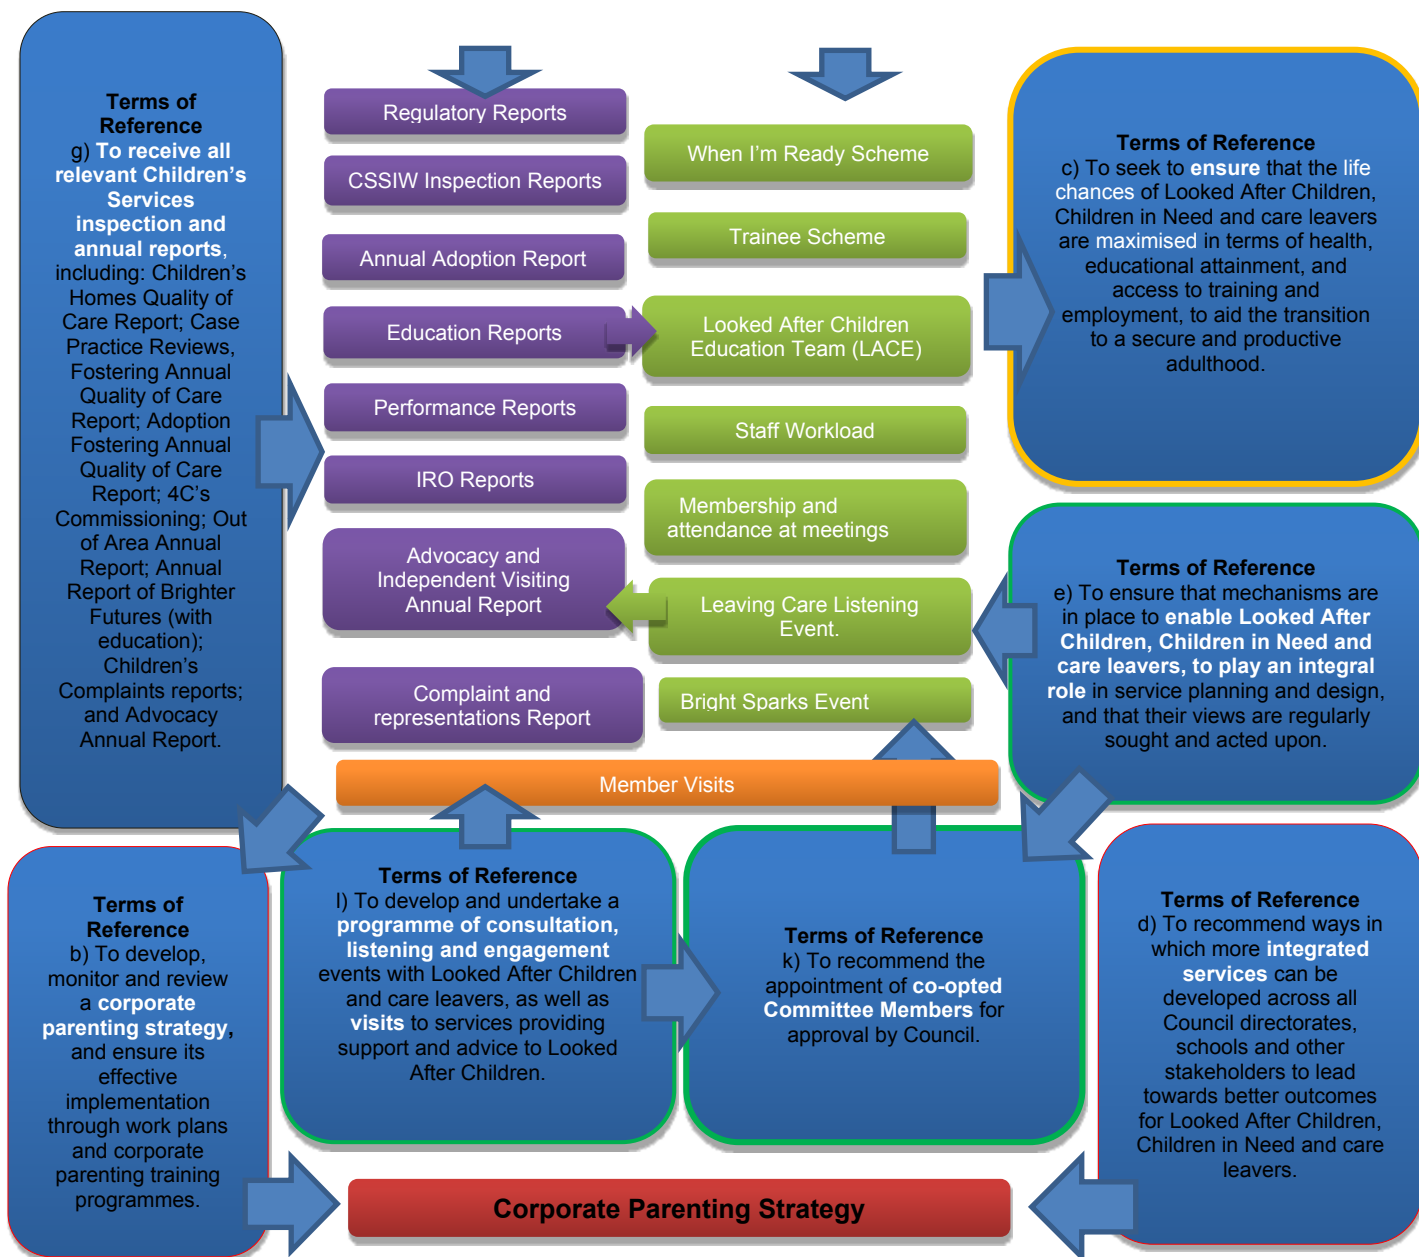 Terms of
Reference
g) To receive all
relevant Children's
Services
inspection and
annual reports,
including: Children's
Homes Quality of
Care Report; Case
Practice Reviews,
Fostering Annual
Quality of Care
Report; Adoption
Fostering Annual
Quality of Care
Report; 4C's
Commissioning; Out
of Area Annual
Report; Annual
Report of Brighter
Futures (with
education);
Children's
Complaints reports;
and Advocacy
Annual Report.
Regulatory Reports
CSSIW Inspection Reports
Annual Adoption Report
Education Reports
Performance Reports
IRO Reports
Advocacy and
Independent Visiting
Annual Report
Complaint and
representations Report
When I'm Ready Scheme
Trainee Scheme
Looked After Children
Education Team (LACE)
Staff Workload
Membership and
attendance at meetings
Leaving Care Listening
Event.
Bright Sparks Event
Member Visits
Terms of Reference
c) To seek to ensure that the life
chances of Looked After Children,
Children in Need and care leavers
are maximised in terms of health,
educational attainment, and
access to training and
employment, to aid the transition
to a secure and productive
adulthood.
Terms of Reference
e) To ensure that mechanisms are
in place to enable Looked After
Children, Children in Need and
care leavers, to play an integral
role in service planning and design,
and that their views are regularly
sought and acted upon.
Terms of
Reference
b) To develop,
monitor and review
a corporate
parenting strategy,
and ensure its
effective
implementation
through work plans
and corporate
parenting training
programmes.
Terms of Reference
l) To develop and undertake a
programme of consultation,
listening and engagement
events with Looked After Children
and care leavers, as well as
visits to services providing
support and advice to Looked
After Children.
Terms of Reference
k) To recommend the
appointment of co-opted
Committee Members for
approval by Council.
Terms of Reference
d) To recommend ways in
which more integrated
services can be
developed across all
Council directorates,
schools and other
stakeholders to lead
towards better outcomes
for Looked After Children,
Children in Need and care
leavers.
Corporate Parenting Strategy